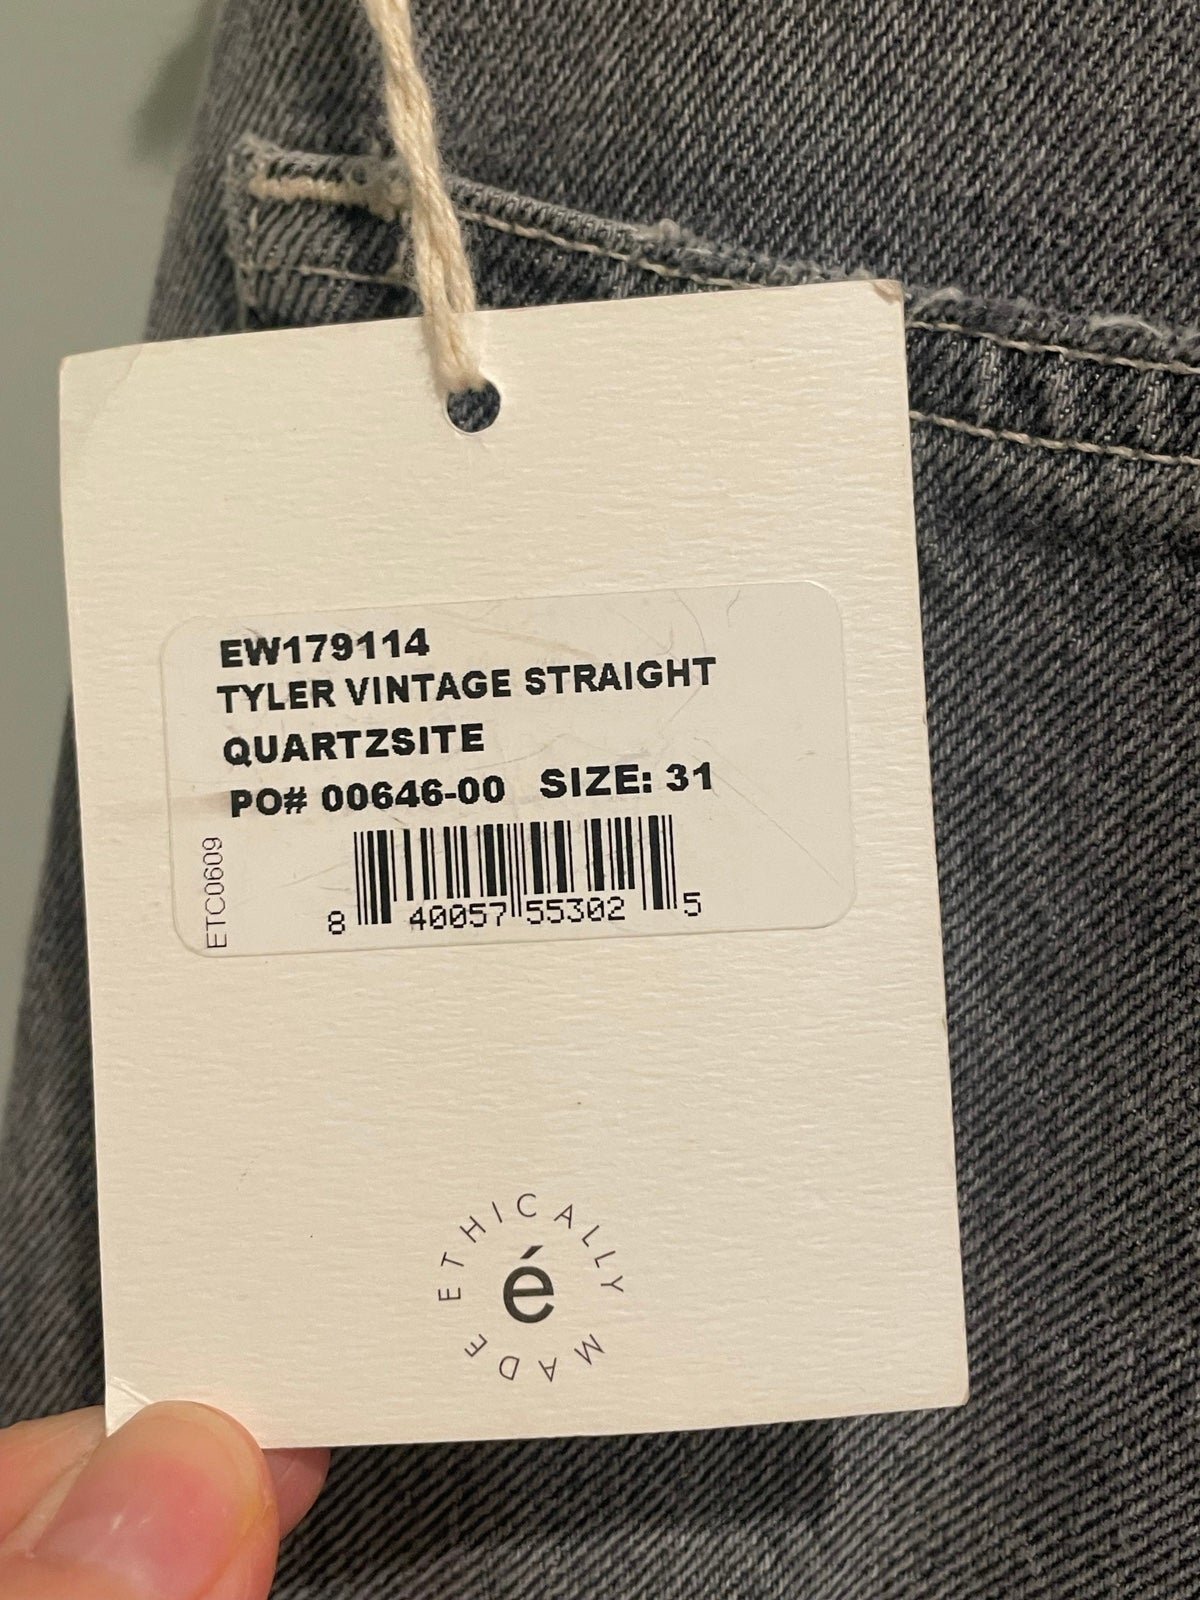 EW179114
TYLER VINTAGE STRAIGHT
QUARTZSITE
PO# 00646-00 SIZE: 31
ETC0609
8 40057 55302 5
ETHICALLY MADE
é